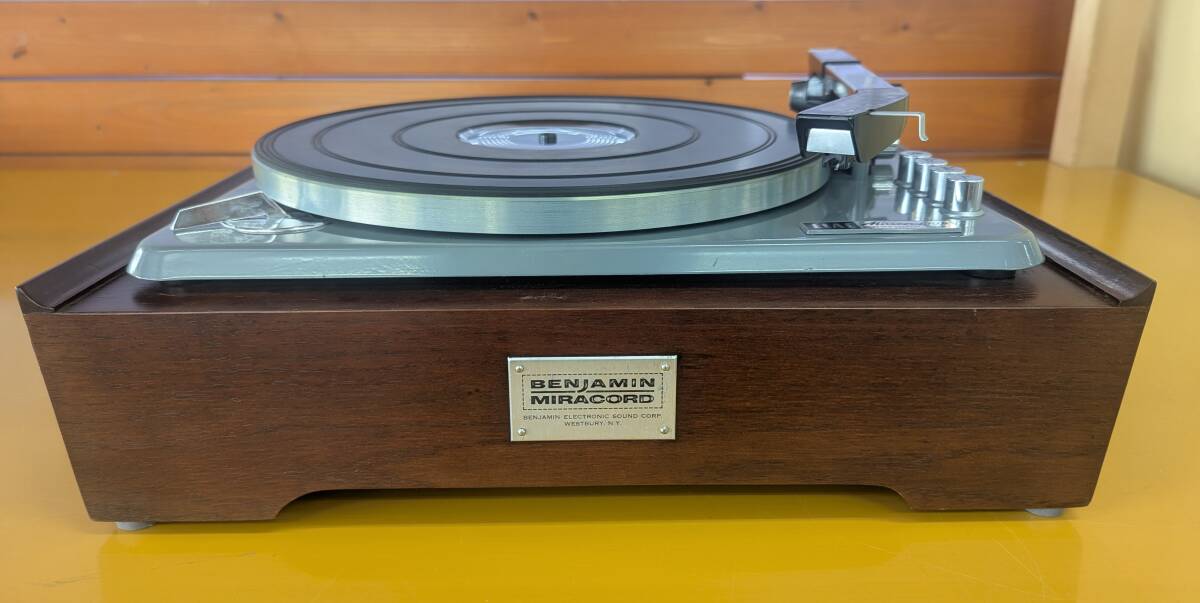 BENJAMIN
MIRACORD
BENJAMIN ELECTRONIC SOUND CORP.
WESTBURY, N.Y.